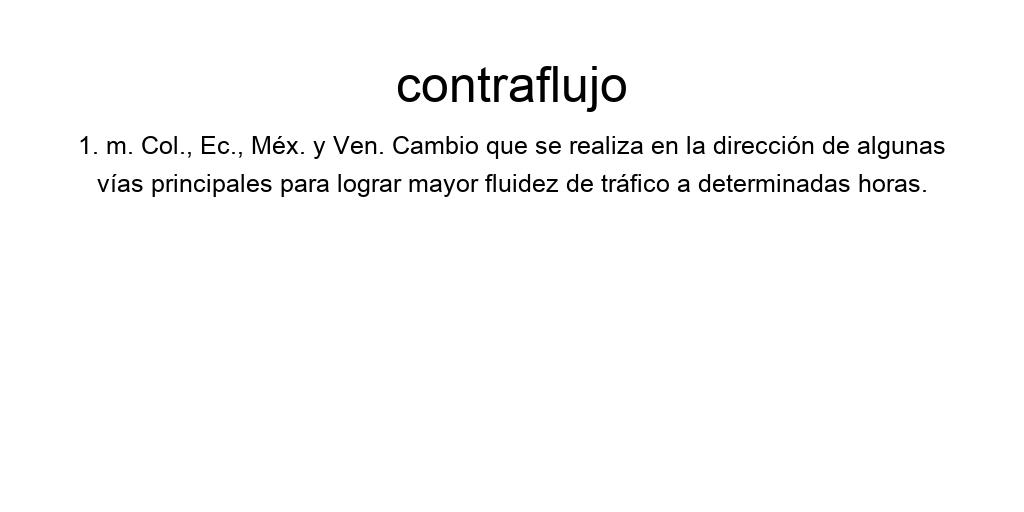 contraflujo
1. m. Col., Ec., Méx. y Ven. Cambio que se realiza en la dirección de algunas
vías principales para lograr mayor fluidez de tráfico a determinadas horas.